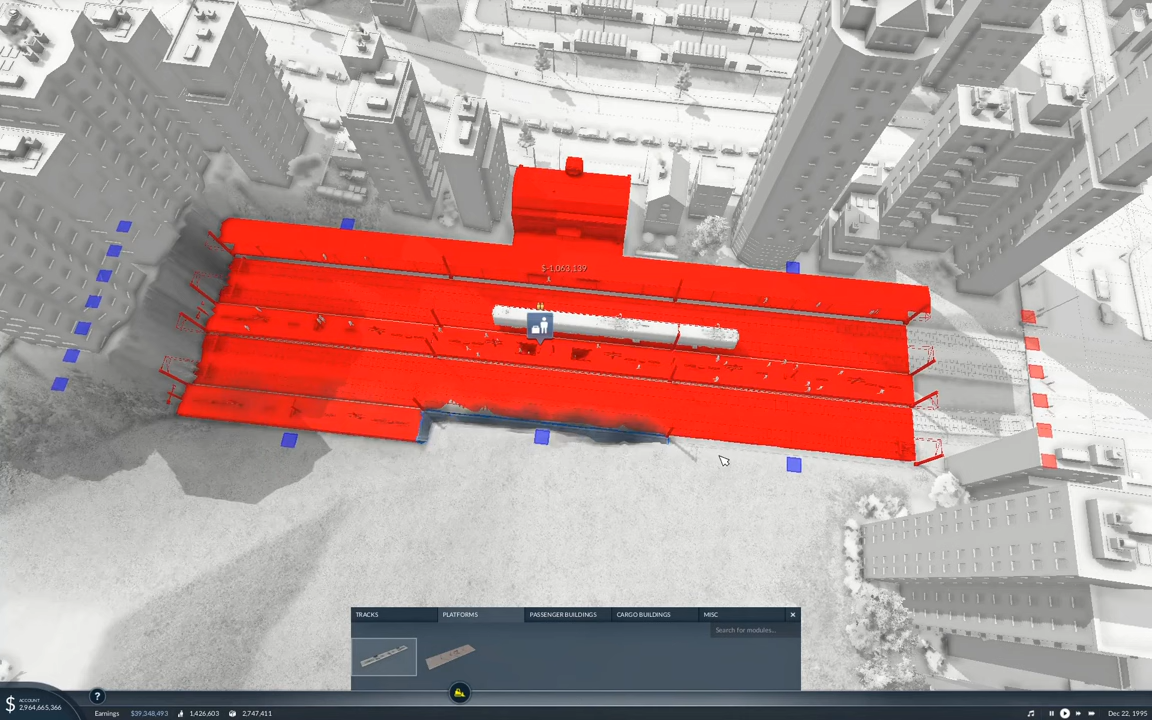 $-1,063,139
TRACKS
PLATFORMS
PASSENGER BUILDINGS
CARGO BUILDINGS
MISC
Search for modules...
$
ACCOUNT
2,964,665,366
?
Earnings $39,348,493 1,426,603 2,747,411
Dec 22, 1995